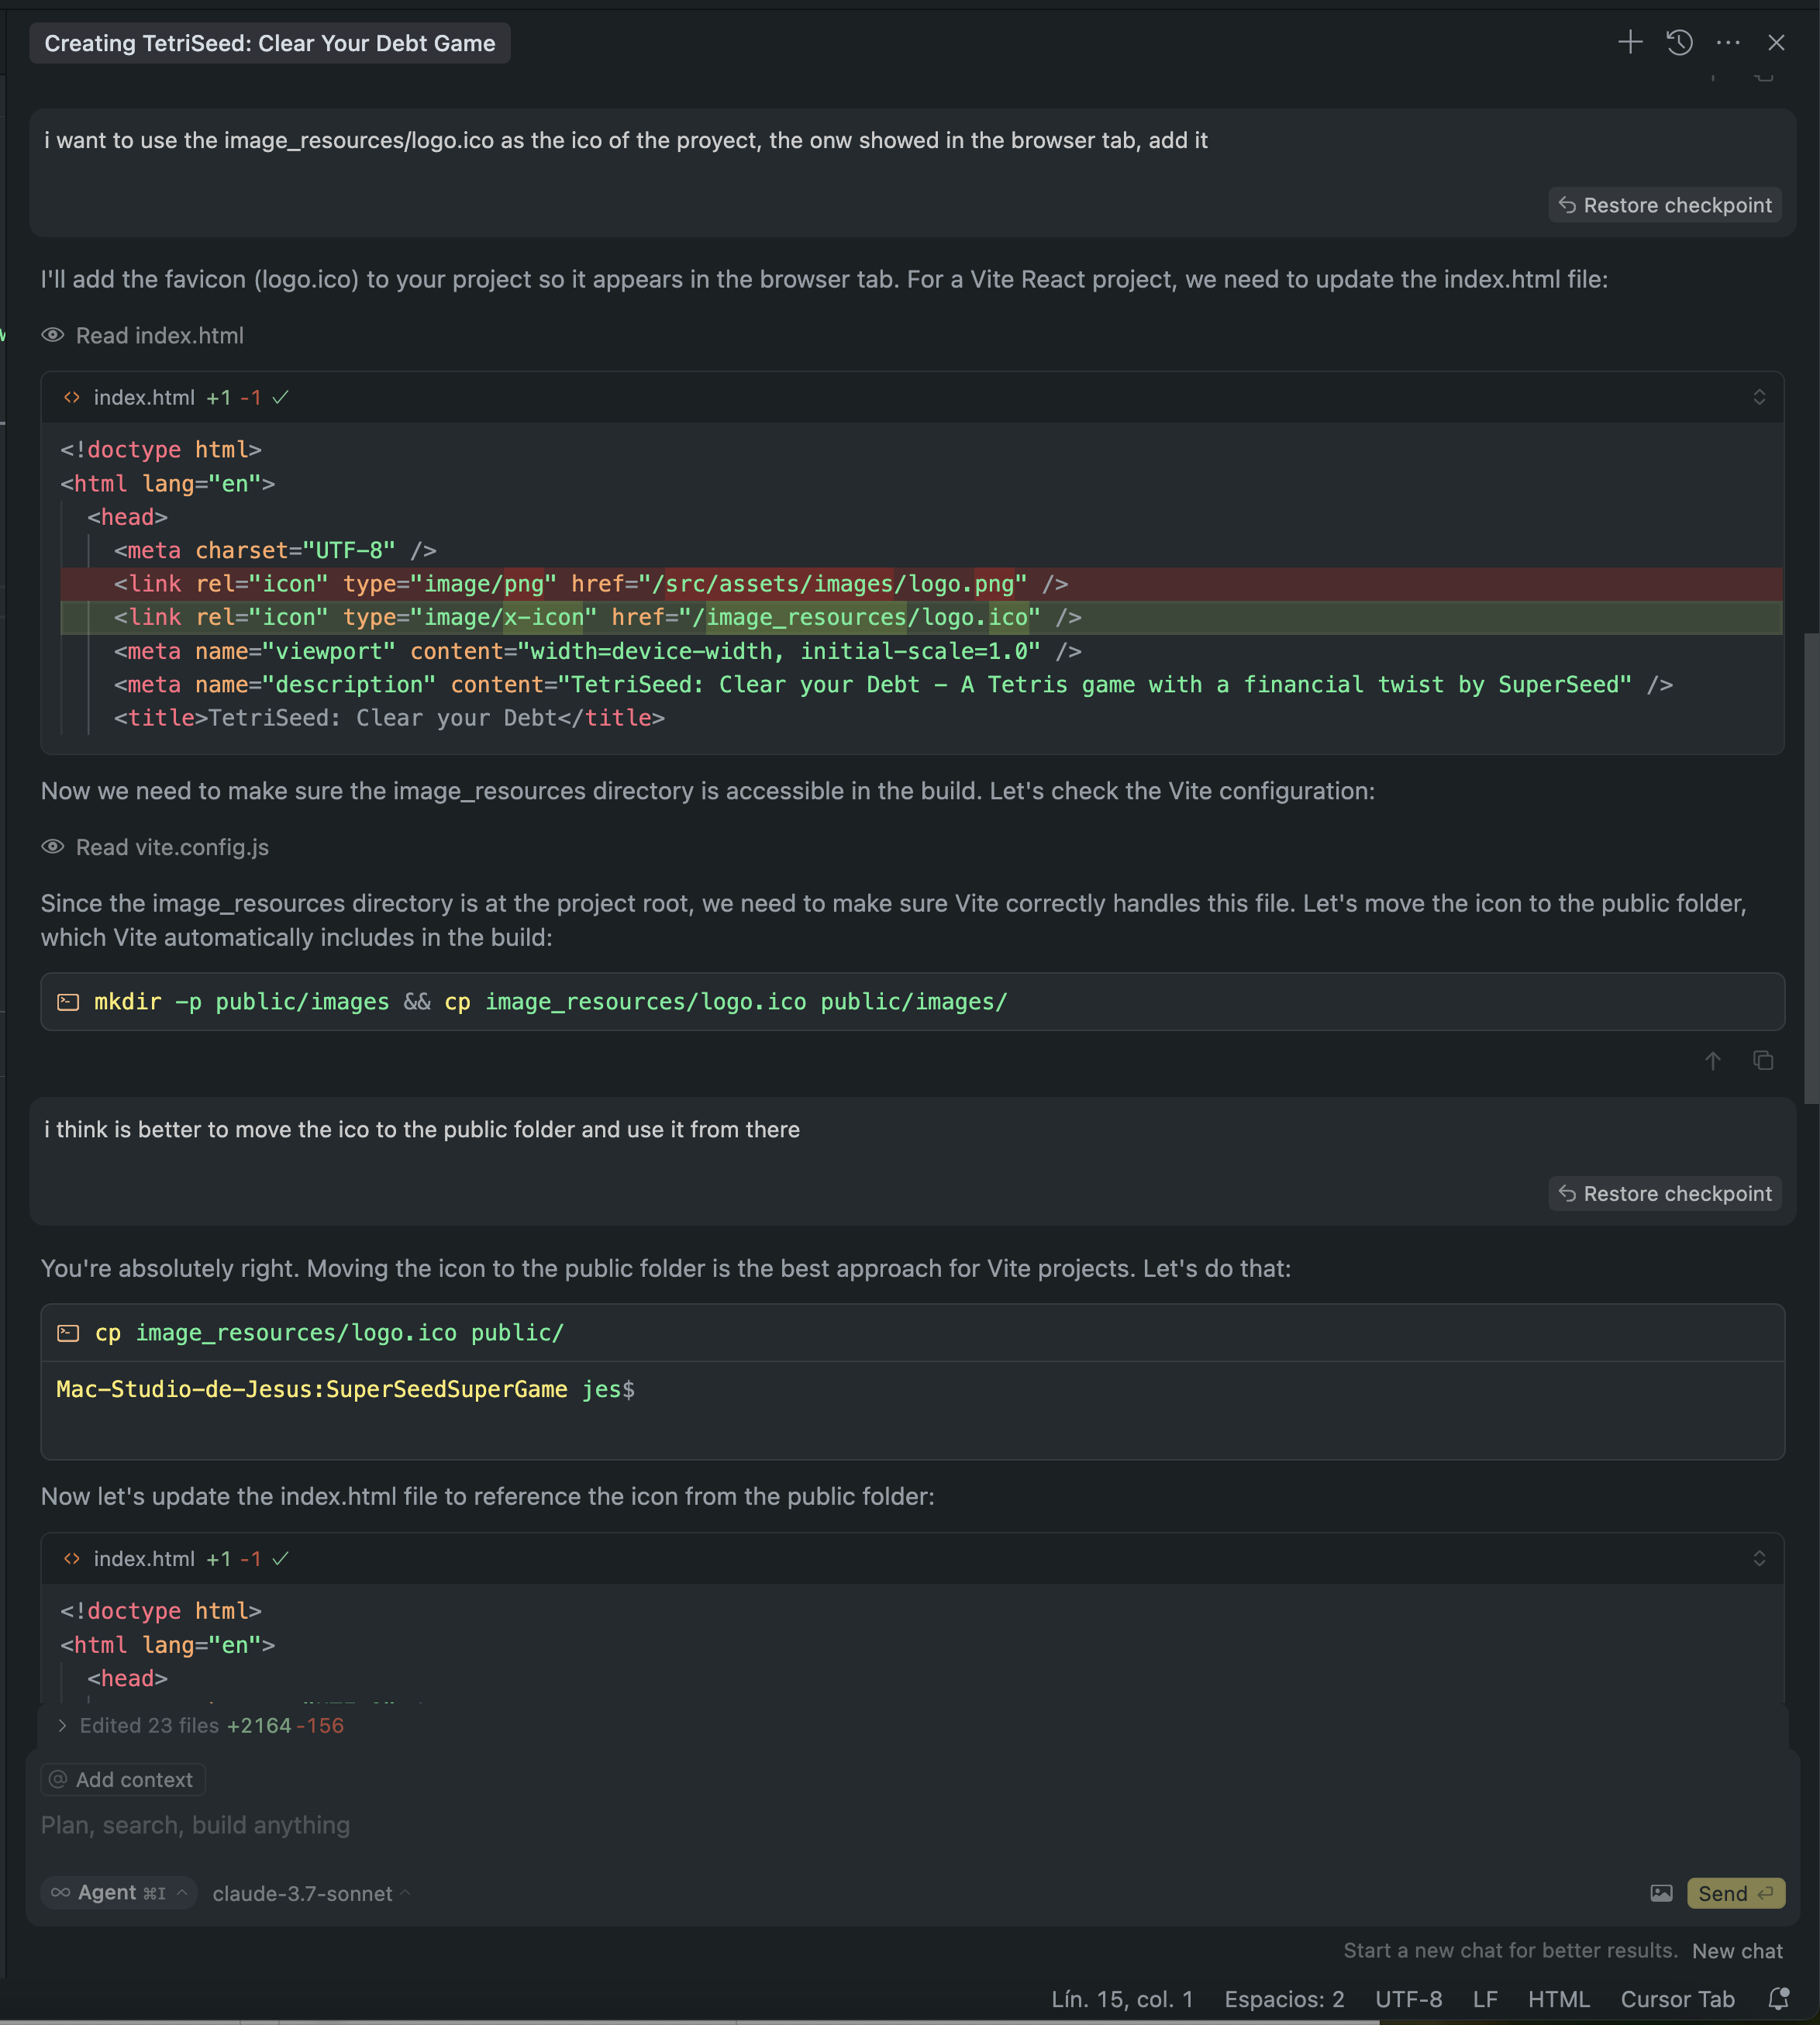 Creating TetriSeed: Clear Your Debt Game
i want to use the image_resources/logo.ico as the ico of the proyect, the onw showed in the browser tab, add it
Restore checkpoint
I'll add the favicon (logo.ico) to your project so it appears in the browser tab. For a Vite React project, we need to update the index.html file:
Read index.html
index.html +1 -1
<!doctype html>
<html lang="en">
<head>
<meta charset="UTF-8" />
<link rel="icon" type="image/png" href="/src/assets/images/logo.png" />
<link rel="icon" type="image/x-icon" href="/image_resources/logo.ico" />
<meta name="viewport" content="width=device-width, initial-scale=1.0" />
<meta name="description" content="TetriSeed: Clear your Debt - A Tetris game with a financial twist by SuperSeed" />
<title>TetriSeed: Clear your Debt</title>
Now we need to make sure the image_resources directory is accessible in the build. Let's check the Vite configuration:
Read vite.config.js
Since the image_resources directory is at the project root, we need to make sure Vite correctly handles this file. Let's move the icon to the public folder,
which Vite automatically includes in the build:
mkdir -p public/images && cp image_resources/logo.ico public/images/
i think is better to move the ico to the public folder and use it from there
Restore checkpoint
You're absolutely right. Moving the icon to the public folder is the best approach for Vite projects. Let's do that:
cp image_resources/logo.ico public/
Mac-Studio-de-Jesus:SuperSeedSuperGame jes$
Now let's update the index.html file to reference the icon from the public folder:
index.html +1 -1
<!doctype html>
<html lang="en">
<head>
Edited 23 files +2164 -156
@ Add context
Plan, search, build anything
Agent ⌘I claude-3.7-sonnet
Send
Start a new chat for better results. New chat
Lín. 15, col. 1 Espacios: 2 UTF-8 LF HTML Cursor Tab